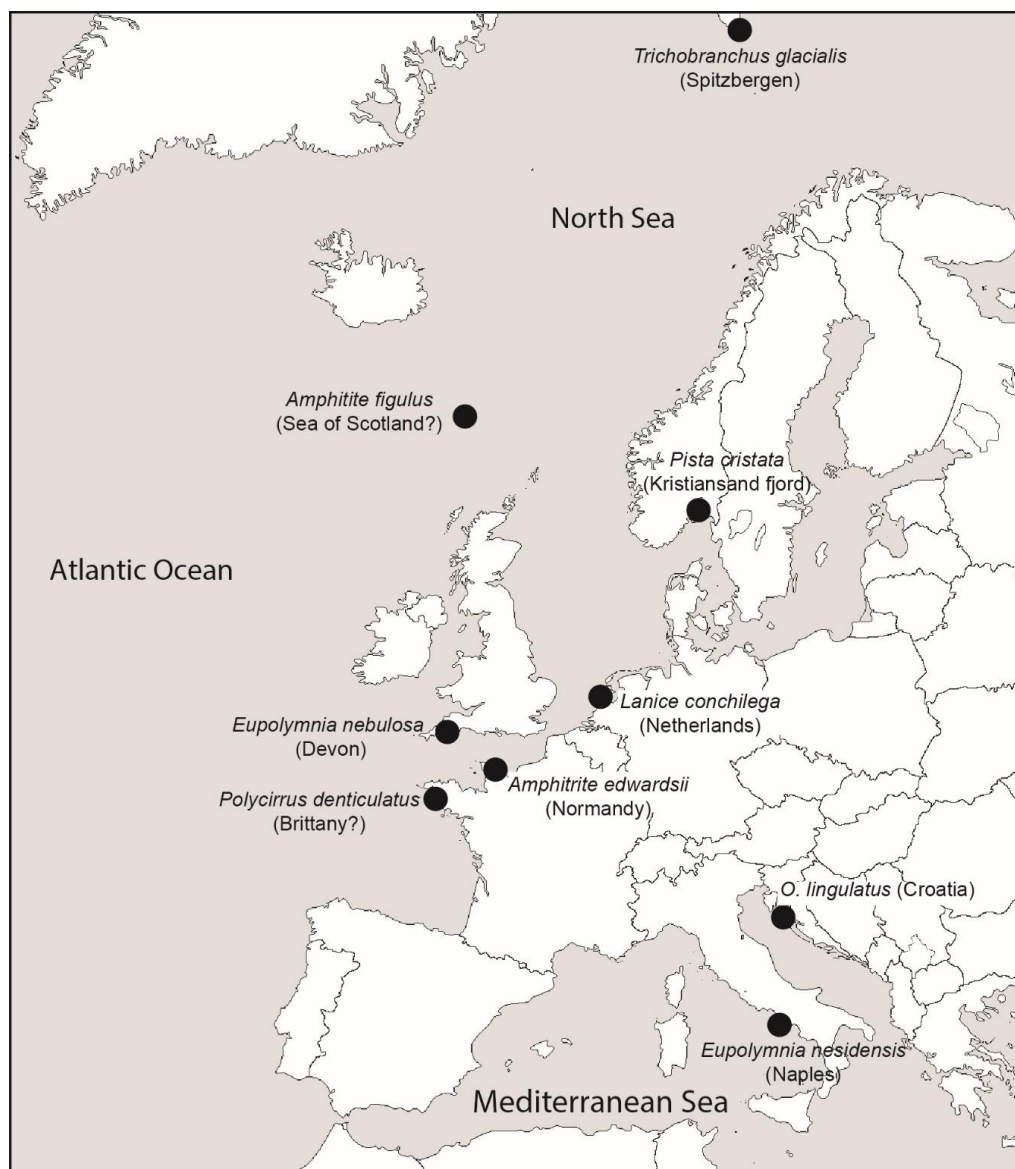 Trichobranchus glacialis
(Spitzbergen)
North Sea
Amphitite figulus
(Sea of Scotland?)
Pista cristata
(Kristiansand fjord)
Atlantic Ocean
Lanice conchilega
(Netherlands)
Eupolymnia nebulosa
(Devon)
Amphitrite edwardsii
(Normandy)
Polycirrus denticulatus
(Brittany?)
O. lingulatus (Croatia)
Eupolymnia nesidensis
(Naples)
Mediterranean Sea